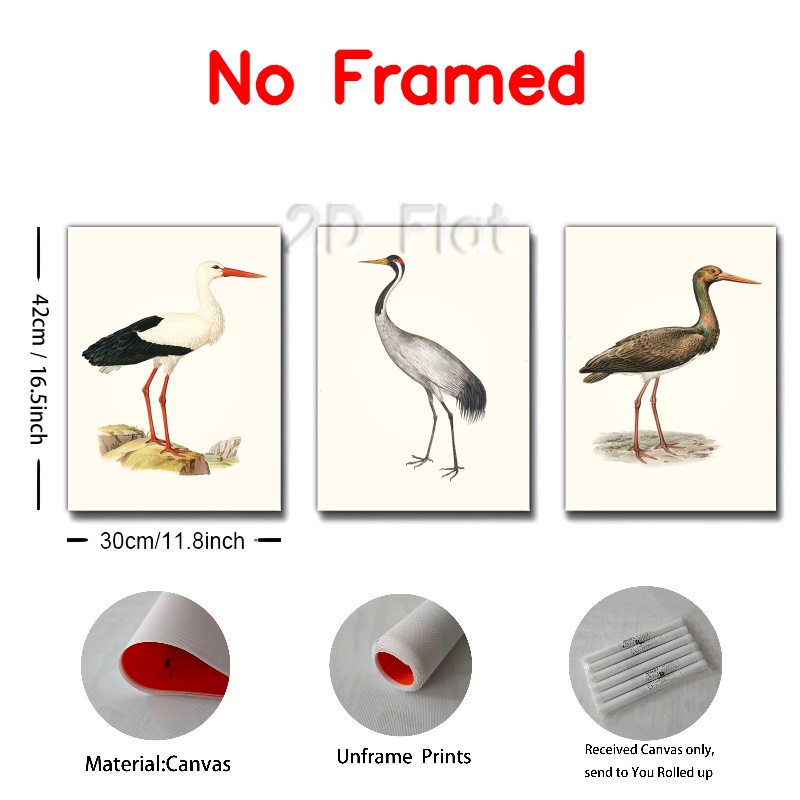 No Framed
2D Flat
42cm / 16.5inch
30cm/11.8inch
Material:Canvas
Unframe Prints
Received Canvas only,
send to You Rolled up